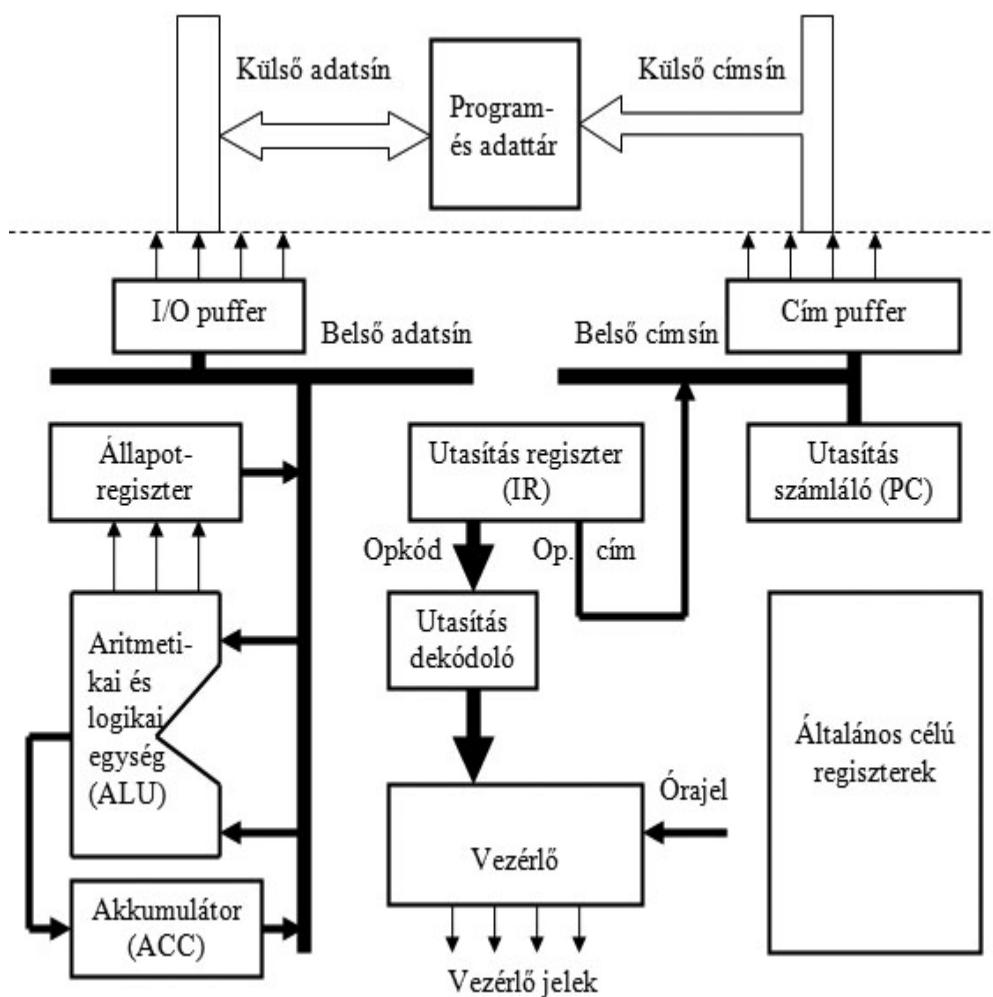 Külső adatsín
Program-
és adattár
Külső címsín
I/O puffer
Cím puffer
Belső adatsín
Belső címsín
Állapot-
regiszter
Utasítás regiszter
(IR)
Utasítás
számláló (PC)
Opkód
Op. cím
Aritmeti-
kai és
logikai
egység
(ALU)
Utasítás
dekódoló
Általános célú
regiszterek
Órajel
Vezérlő
Akkumulátor
(ACC)
Vezérlő jelek